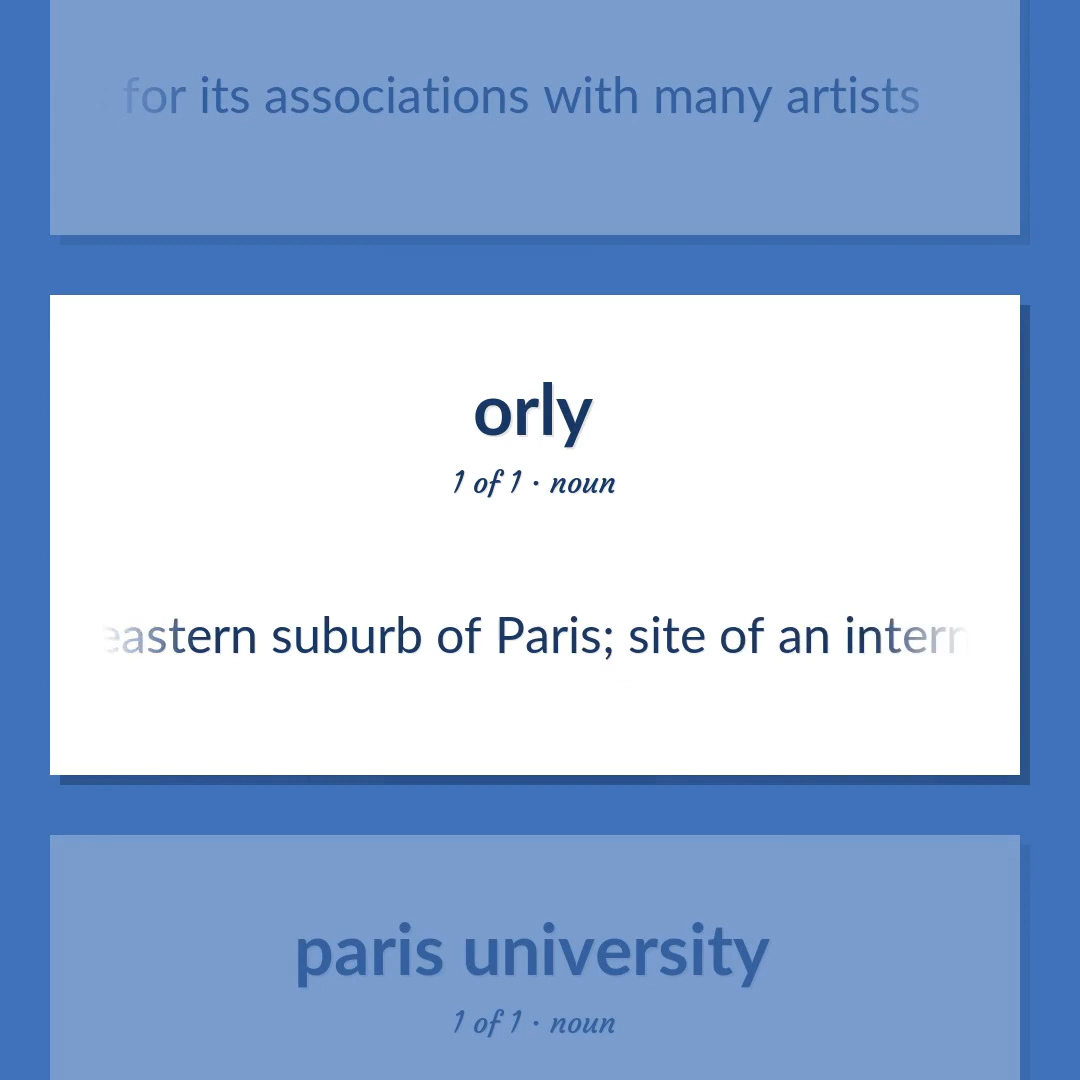 for its associations with many artists
orly
1 of 1 · noun
eastern suburb of Paris; site of an intern
paris university
1 of 1 · noun